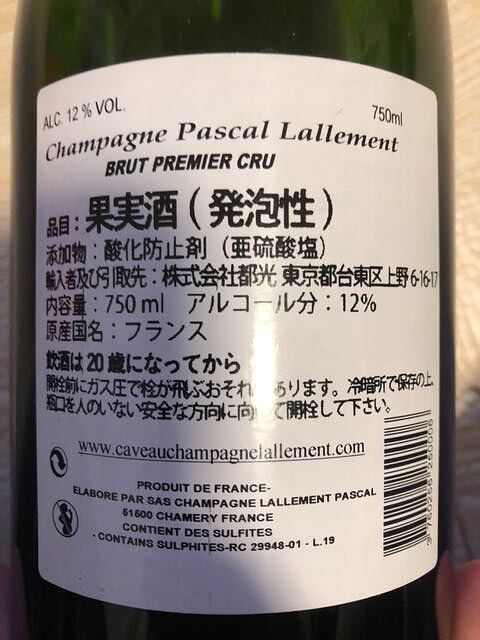 ALC. 12 % VOL.
750ml
Champagne Pascal Lallement
BRUT PREMIER CRU
品目：果実酒（発泡性）
添加物：酸化防止剤（亜硫酸塩）
輸入者及び引取先：株式会社都光 東京都台東区上野 6-16-17
内容量：750 ml　アルコール分：12%
原産国名：フランス
飲酒は20歳になってから
開栓前にガス圧で栓が飛ぶおそれがあります。冷暗所で保存の上、
瓶口を人のいない安全な方向に向けて開栓して下さい。
www.caveauchampagnelallement.com
PRODUIT DE FRANCE-
ELABORE PAR SAS CHAMPAGNE LALLEMENT PASCAL
51500 CHAMERY FRANCE
CONTIENT DES SULFITES
- CONTAINS SULPHITES-RC 29948-01 - L.19